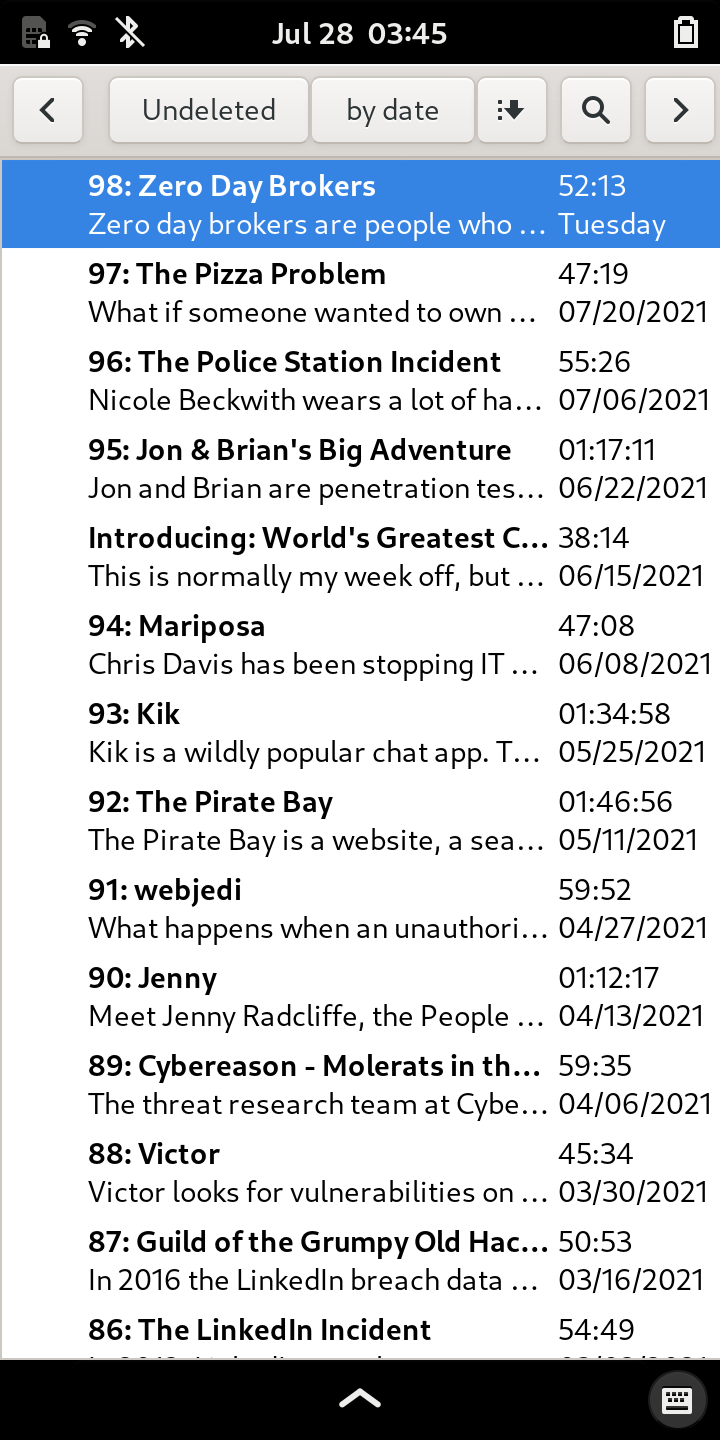 Jul 28 03:45
Undeleted by date
98: Zero Day Brokers 52:13
Zero day brokers are people who … Tuesday
97: The Pizza Problem 47:19
What if someone wanted to own … 07/20/2021
96: The Police Station Incident 55:26
Nicole Beckwith wears a lot of ha… 07/06/2021
95: Jon & Brian's Big Adventure 01:17:11
Jon and Brian are penetration tes… 06/22/2021
Introducing: World's Greatest C… 38:14
This is normally my week off, but … 06/15/2021
94: Mariposa 47:08
Chris Davis has been stopping IT … 06/08/2021
93: Kik 01:34:58
Kik is a wildly popular chat app. T… 05/25/2021
92: The Pirate Bay 01:46:56
The Pirate Bay is a website, a sea… 05/11/2021
91: webjedi 59:52
What happens when an unauthori… 04/27/2021
90: Jenny 01:12:17
Meet Jenny Radcliffe, the People … 04/13/2021
89: Cybereason - Molerats in th… 59:35
The threat research team at Cybe… 04/06/2021
88: Victor 45:34
Victor looks for vulnerabilities on … 03/30/2021
87: Guild of the Grumpy Old Hac… 50:53
In 2016 the LinkedIn breach data … 03/16/2021
86: The LinkedIn Incident 54:49